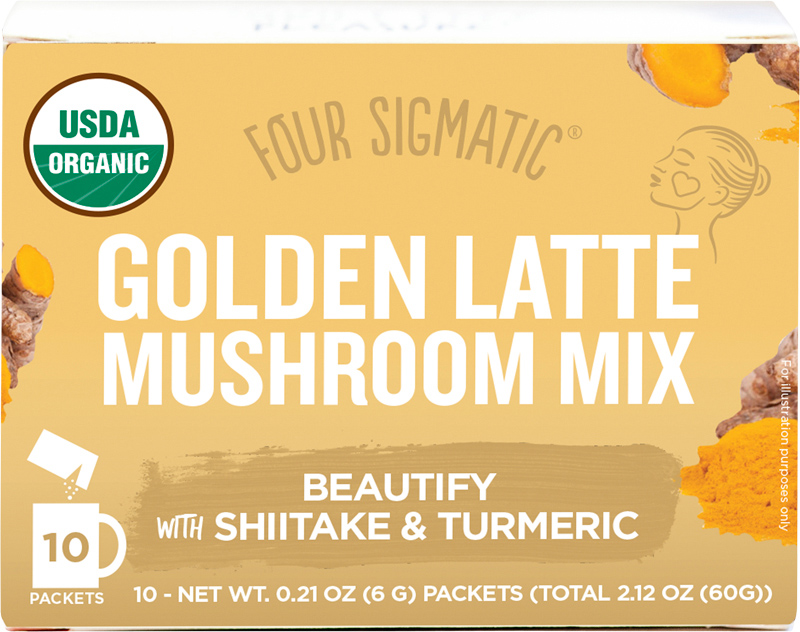 USDA
ORGANIC
FOUR SIGMATIC®
GOLDEN LATTE
MUSHROOM MIX
For illustration purposes only
BEAUTIFY
WITH SHIITAKE & TURMERIC
10
PACKETS
10 - NET WT. 0.21 OZ (6 G) PACKETS (TOTAL 2.12 OZ (60G))